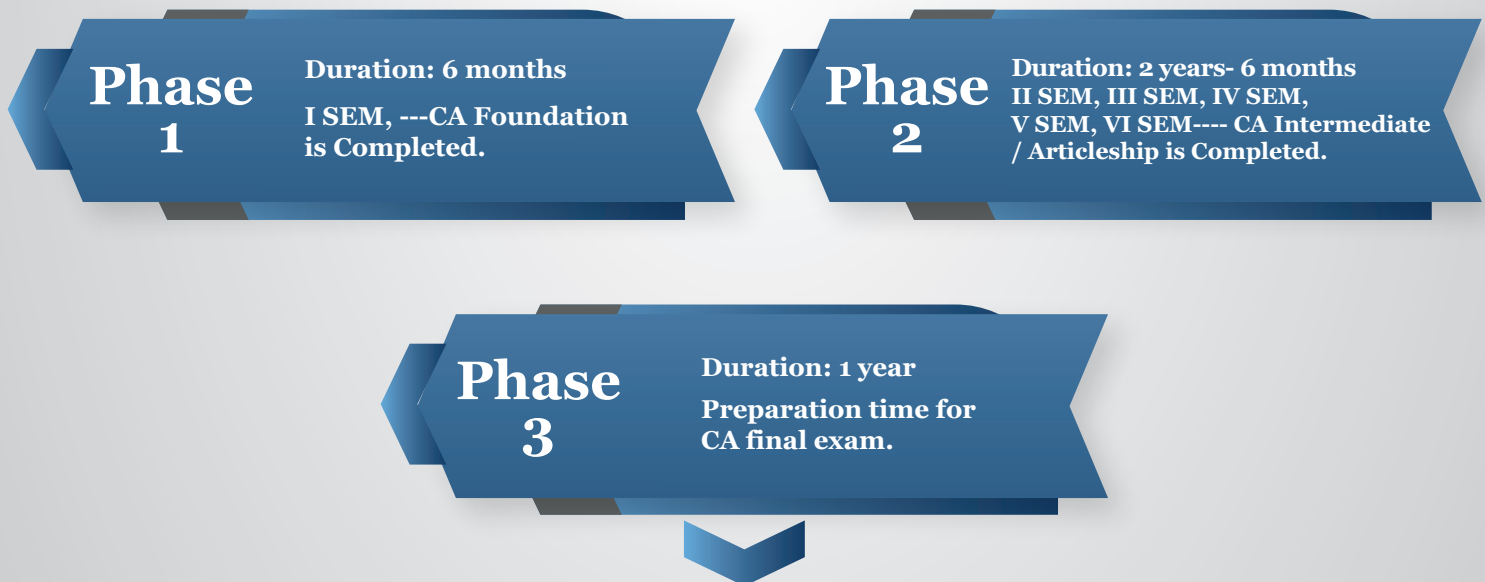 Phase
1
Duration: 6 months
I SEM, ---CA Foundation
is Completed.
Phase
2
Duration: 2 years- 6 months
II SEM, III SEM, IV SEM,
V SEM, VI SEM---- CA Intermediate
/ Articleship is Completed.
Phase
3
Duration: 1 year
Preparation time for
CA final exam.